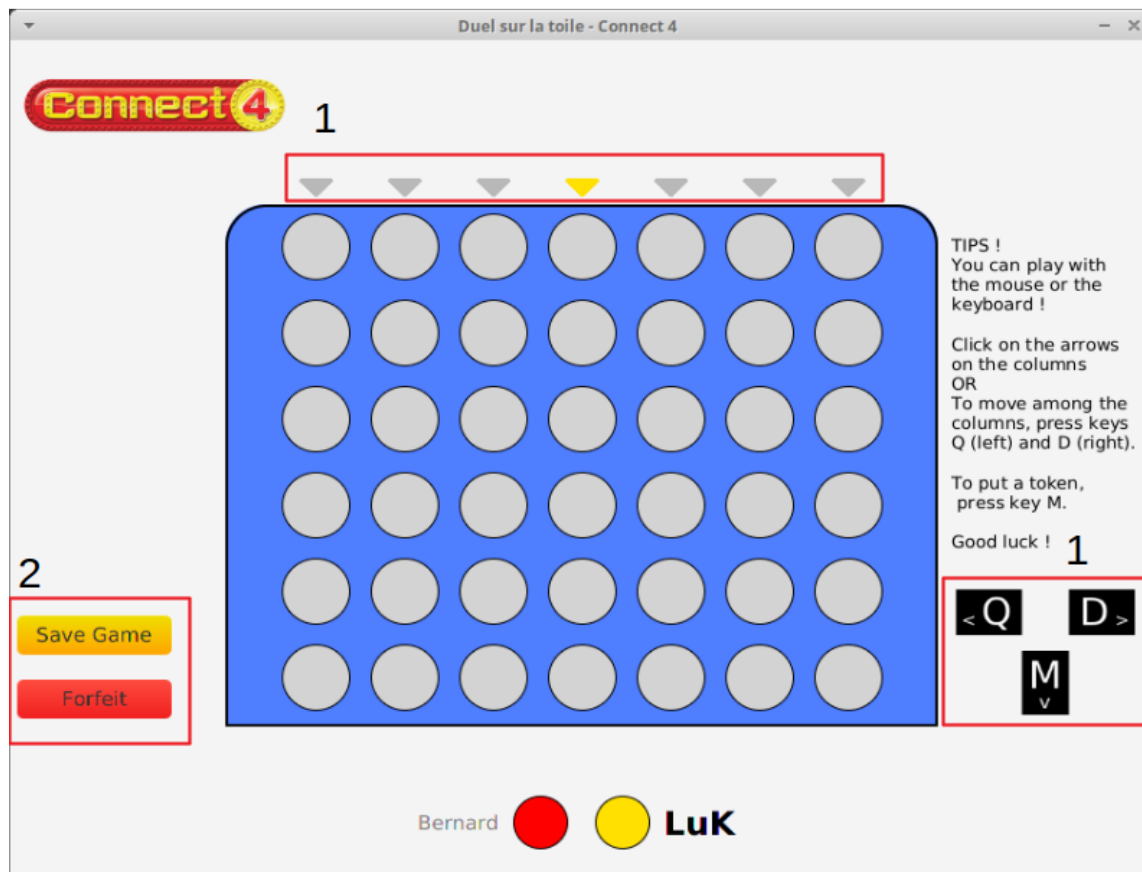 Duel sur la toile - Connect 4
Connect 4
1
TIPS !
You can play with
the mouse or the
keyboard !
Click on the arrows
on the columns
OR
To move among the
columns, press keys
Q (left) and D (right).
To put a token,
press key M.
Good luck !
1
2
Save Game
Forfeit
< Q
D >
M
v
Bernard
LuK